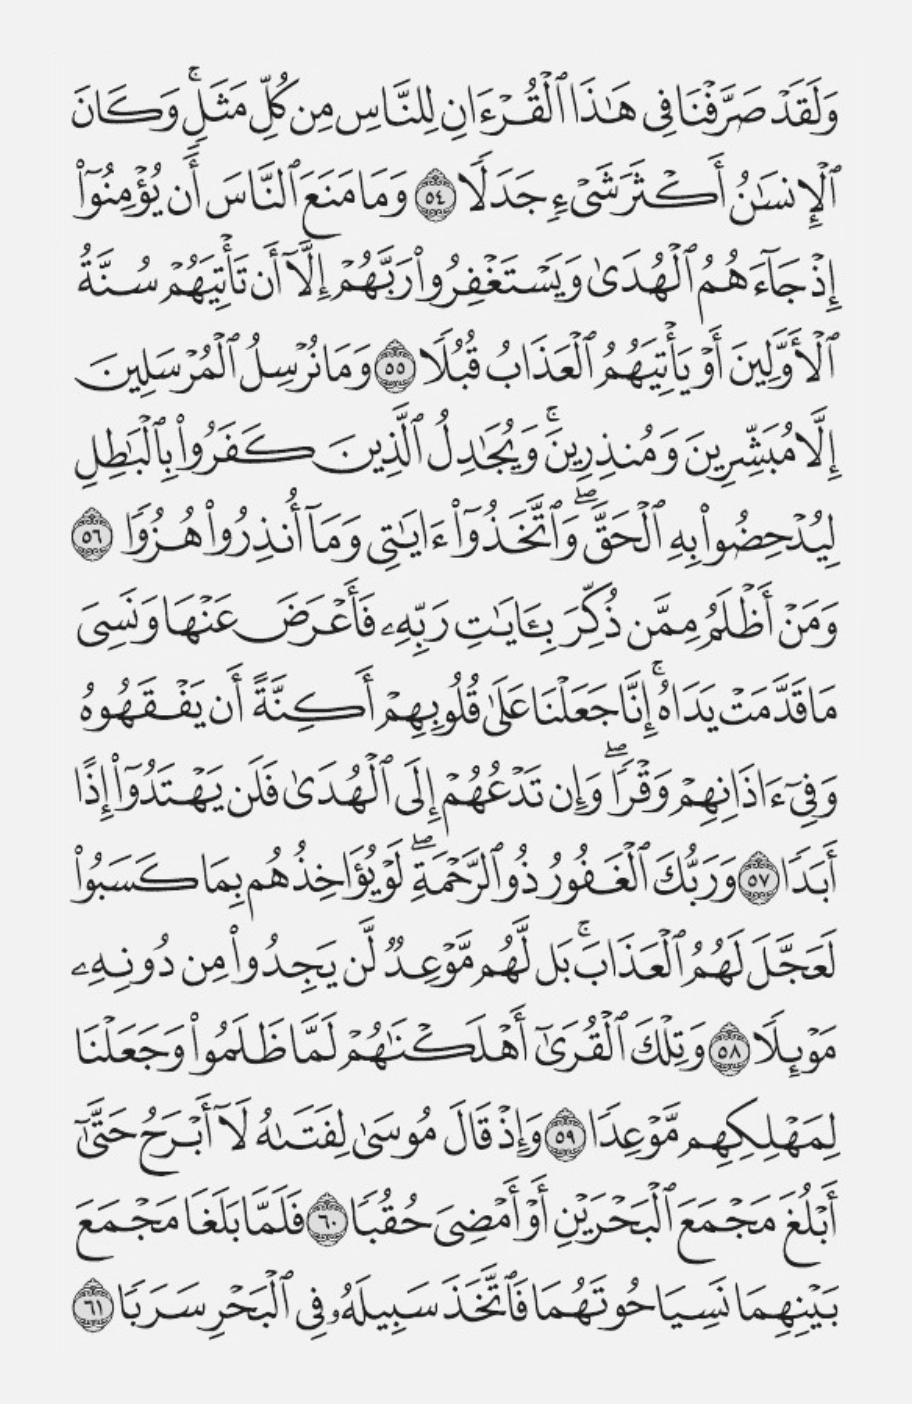 وَلَقَدْ صَرَّفْنَا فِي هَٰذَا ٱلْقُرْءَانِ لِلنَّاسِ مِن كُلِّ مَثَلٍۚ وَكَانَ
ٱلْإِنسَٰنُ أَكْثَرَ شَىْءٍ جَدَلًا ٥٤ وَمَا مَنَعَ ٱلنَّاسَ أَن يُؤْمِنُوٓا۟
إِذْ جَآءَهُمُ ٱلْهُدَىٰ وَيَسْتَغْفِرُوا۟ رَبَّهُمْ إِلَّآ أَن تَأْتِيَهُمْ سُنَّةُ
ٱلْأَوَّلِينَ أَوْ يَأْتِيَهُمُ ٱلْعَذَابُ قُبُلًا ٥٥ وَمَا نُرْسِلُ ٱلْمُرْسَلِينَ
إِلَّا مُبَشِّرِينَ وَمُنذِرِينَۚ وَيُجَٰدِلُ ٱلَّذِينَ كَفَرُوا۟ بِٱلْبَٰطِلِ
لِيُدْحِضُوا۟ بِهِ ٱلْحَقَّۖ وَٱتَّخَذُوٓا۟ ءَايَٰتِى وَمَآ أُنذِرُوا۟ هُزُوًا ٥٦
وَمَنْ أَظْلَمُ مِمَّن ذُكِّرَ بِـَٔايَٰتِ رَبِّهِۦ فَأَعْرَضَ عَنْهَا وَنَسِىَ
مَا قَدَّمَتْ يَدَاهُۚ إِنَّا جَعَلْنَا عَلَىٰ قُلُوبِهِمْ أَكِنَّةً أَن يَفْقَهُوهُ
وَفِىٓ ءَاذَانِهِمْ وَقْرًاۖ وَإِن تَدْعُهُمْ إِلَى ٱلْهُدَىٰ فَلَن يَهْتَدُوٓا۟ إِذًا
أَبَدًا ٥٧ وَرَبُّكَ ٱلْغَفُورُ ذُو ٱلرَّحْمَةِۖ لَوْ يُؤَاخِذُهُم بِمَا كَسَبُوا۟
لَعَجَّلَ لَهُمُ ٱلْعَذَابَۚ بَل لَّهُم مَّوْعِدٌ لَّن يَجِدُوا۟ مِن دُونِهِۦ
مَوْئِلًا ٥٨ وَتِلْكَ ٱلْقُرَىٰٓ أَهْلَكْنَٰهُمْ لَمَّا ظَلَمُوا۟ وَجَعَلْنَا
لِمَهْلِكِهِم مَّوْعِدًا ٥٩ وَإِذْ قَالَ مُوسَىٰ لِفَتَىٰهُ لَآ أَبْرَحُ حَتَّىٰٓ
أَبْلُغَ مَجْمَعَ ٱلْبَحْرَيْنِ أَوْ أَمْضِىَ حُقُبًا ٦٠ فَلَمَّا بَلَغَا مَجْمَعَ
بَيْنِهِمَا نَسِيَا حُوتَهُمَا فَٱتَّخَذَ سَبِيلَهُۥ فِى ٱلْبَحْرِ سَرَبًا ٦١